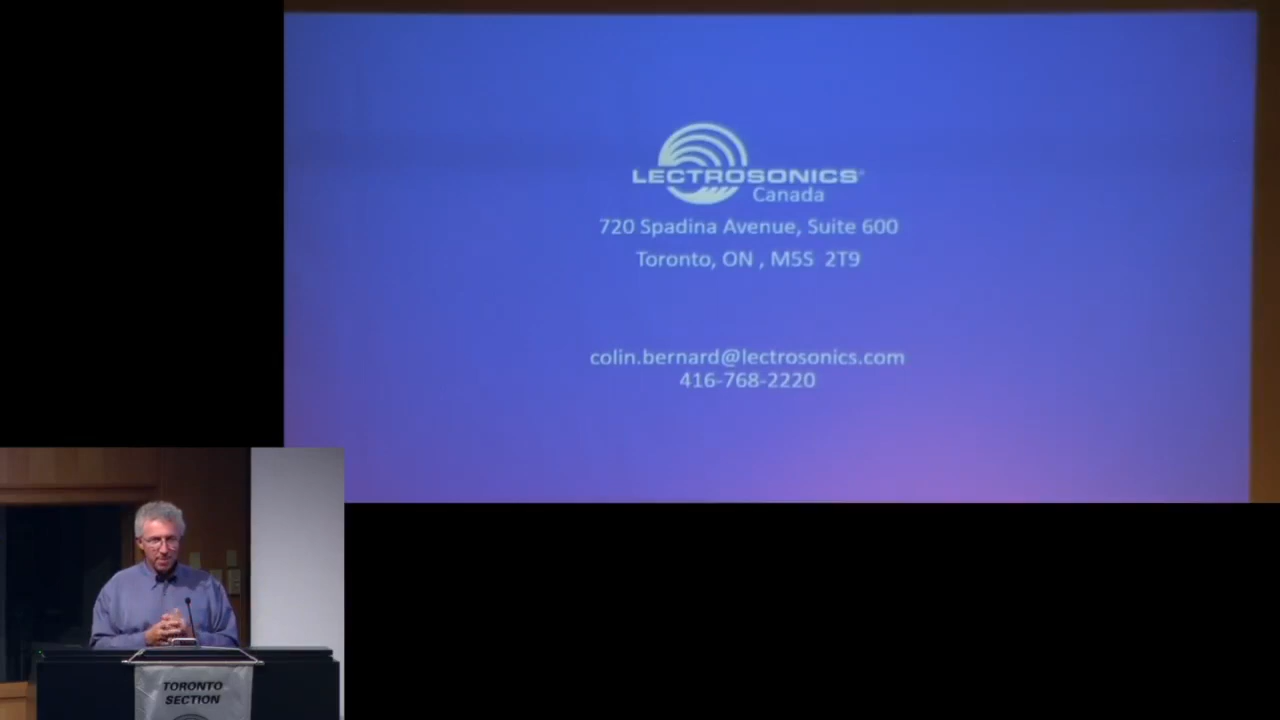 LECTROSONICS
Canada
720 Spadina Avenue, Suite 600
Toronto, ON , M5S  2T9
colin.bernard@lectrosonics.com
416-768-2220
TORONTO
SECTION